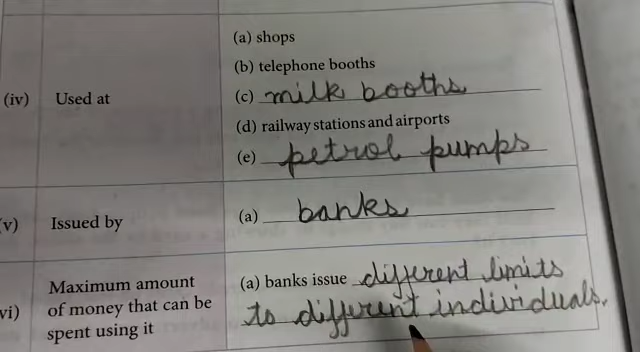 (a) shops
(b) telephone booths
(iv) Used at (c) milk booths
(d) railway stations and airports
(e) petrol pumps
v) Issued by (a) banks
Maximum amount (a) banks issue different limits
vi) of money that can be to different individuals.
spent using it